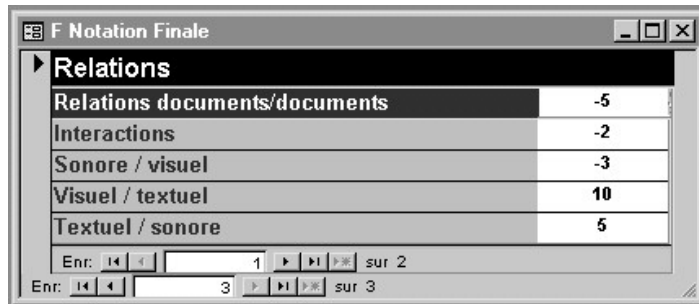 F Notation Finale
Relations
Relations documents/documents -5
Interactions -2
Sonore / visuel -3
Visuel / textuel 10
Textuel / sonore 5
Enr: 1 sur 2
Enr: 3 sur 3